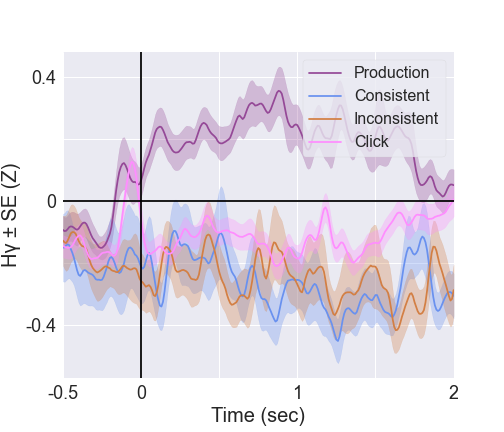 Production
Consistent
Inconsistent
Click
0.4
0
-0.4
Hγ ± SE (Z)
-0.5
0
1
2
Time (sec)